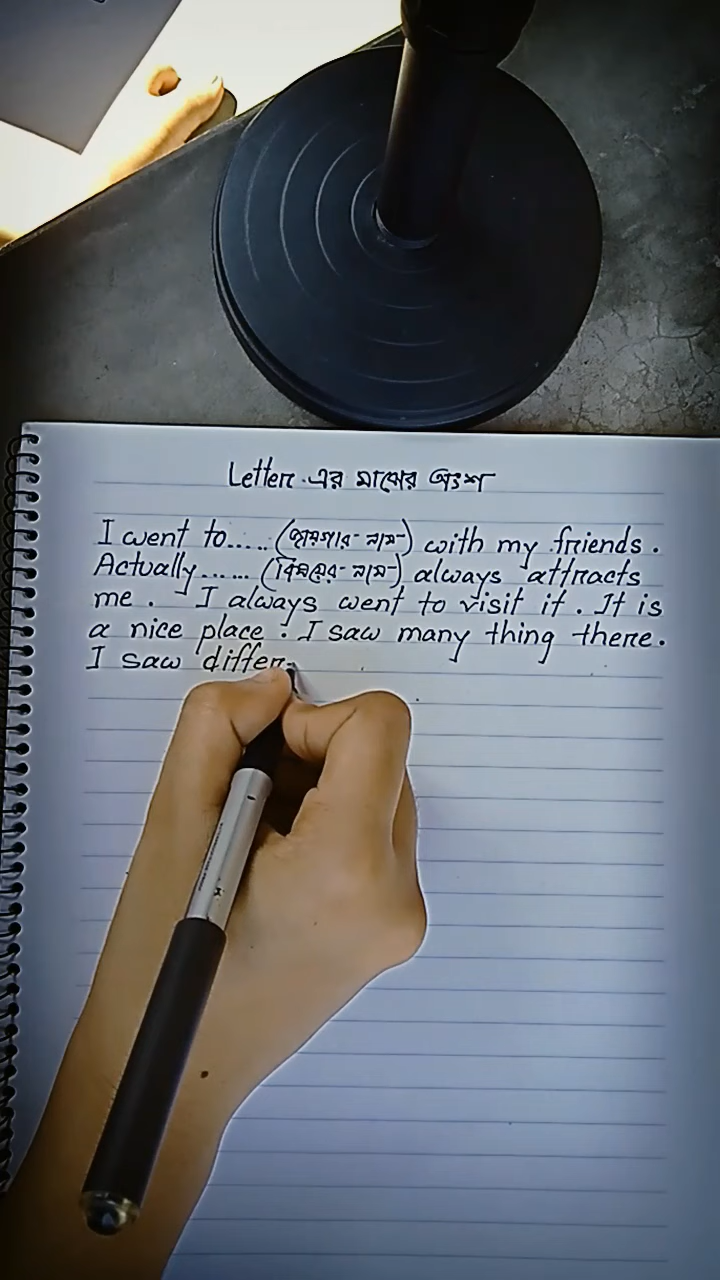 Letter এর মাঝের অংশ
I went to..... (জায়গার নাম) with my friends.
Actually...... (বিষয়ের নাম) always attracts
me. I always went to visit it. It is
a nice place. I saw many thing there.
I saw differ